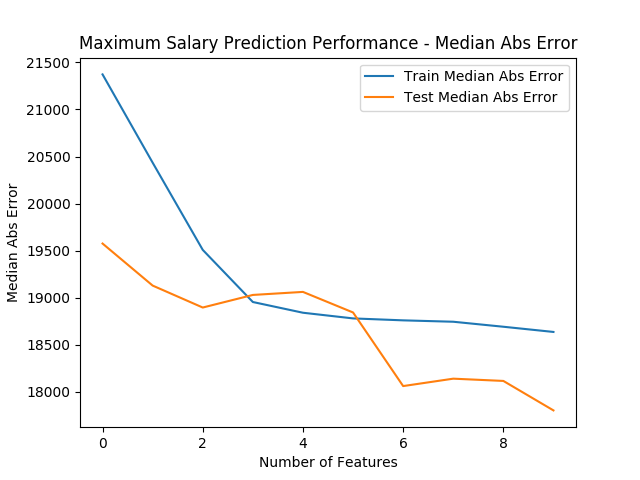 Maximum Salary Prediction Performance - Median Abs Error
21500
21000
20500
20000
19500
19000
18500
18000
Median Abs Error
Train Median Abs Error
Test Median Abs Error
0 2 4 6 8
Number of Features